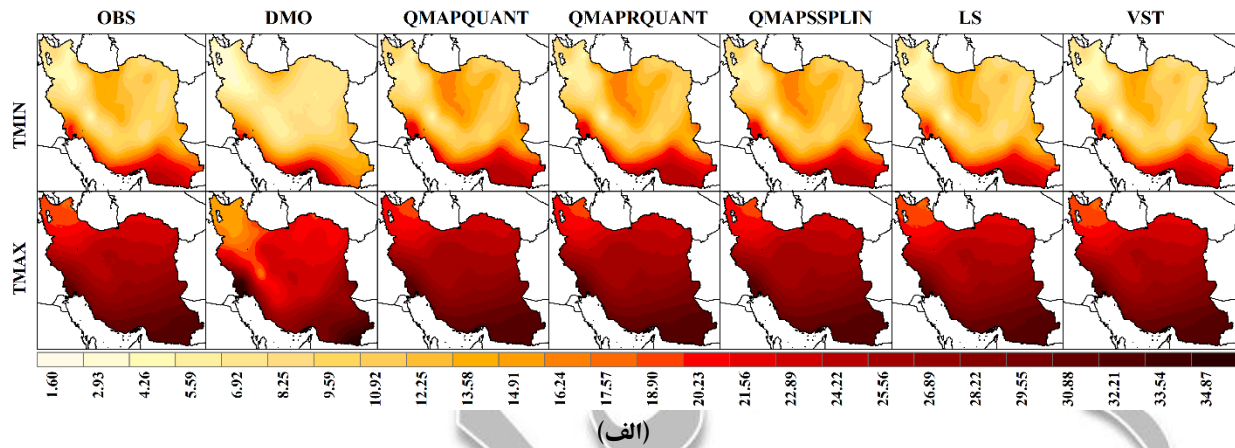 OBS DMO QMAPQUANT QMAPRQUANT QMAPSSPLIN LS VST
TMIN
TMAX
1.60 2.93 4.26 5.59 6.92 8.25 9.59 10.92 12.25 13.58 14.91 16.24 17.57 18.90 20.23 21.56 22.89 24.22 25.56 26.89 28.22 29.55 30.88 32.21 33.54 34.87
(الف)